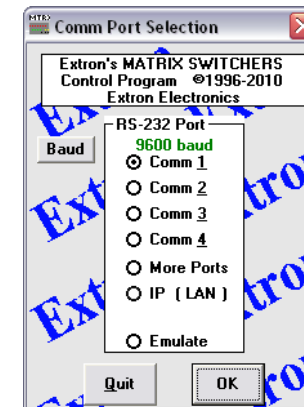 MTRX Comm Port Selection
Extron's MATRIX SWITCHERS
Control Program ©1996-2010
Extron Electronics
RS-232 Port
9600 baud
Baud
Comm 1
Comm 2
Comm 3
Comm 4
More Ports
IP ( LAN )
Emulate
Quit
OK